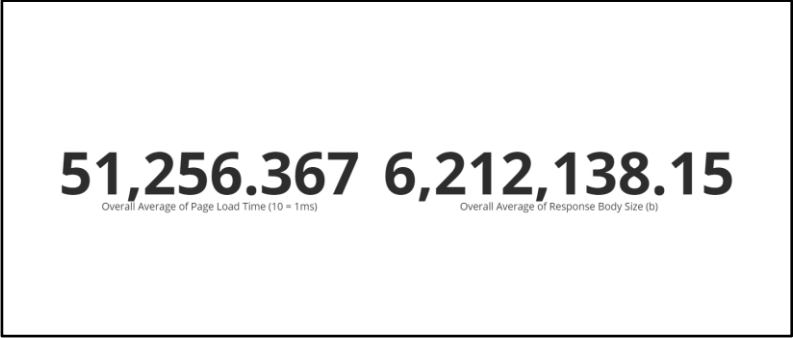 51,256.367 6,212,138.15
Overall Average of Page Load Time (10 = 1ms) Overall Average of Response Body Size (b)